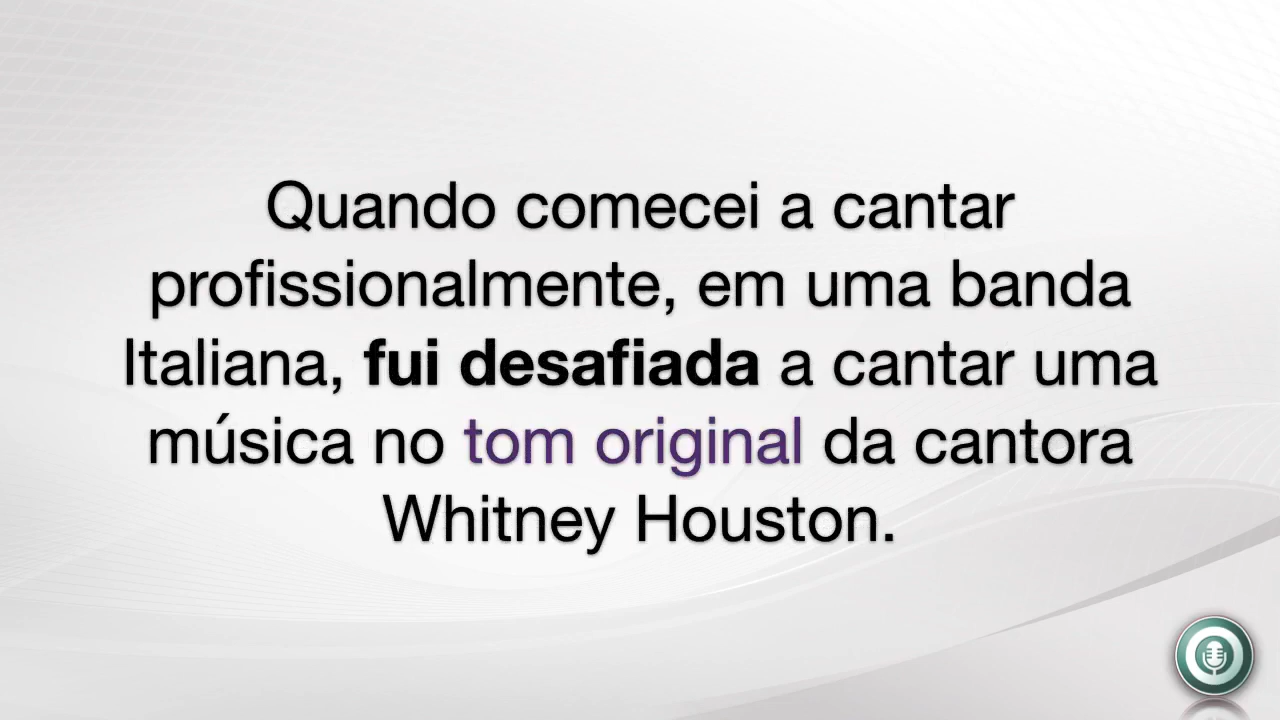 Quando comecei a cantar
profissionalmente, em uma banda
Italiana, fui desafiada a cantar uma
música no tom original da cantora
Whitney Houston.